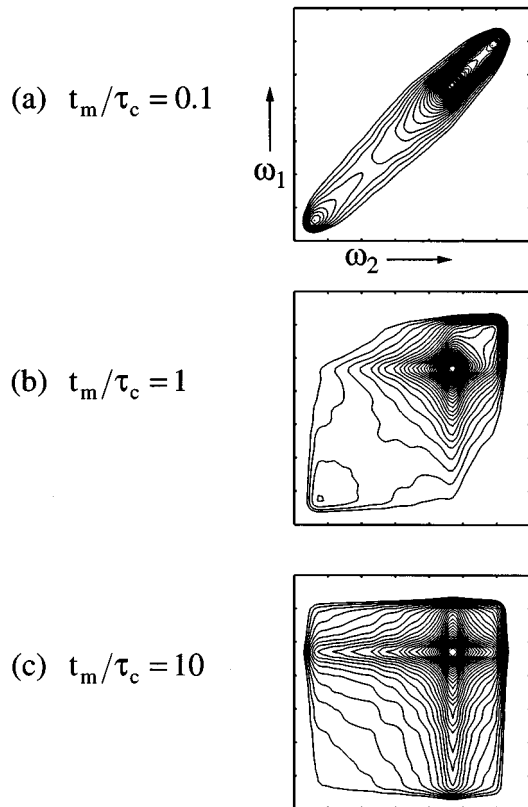 (a) t_m/τ_c = 0.1
ω₁
ω₂
(b) t_m/τ_c = 1
(c) t_m/τ_c = 10